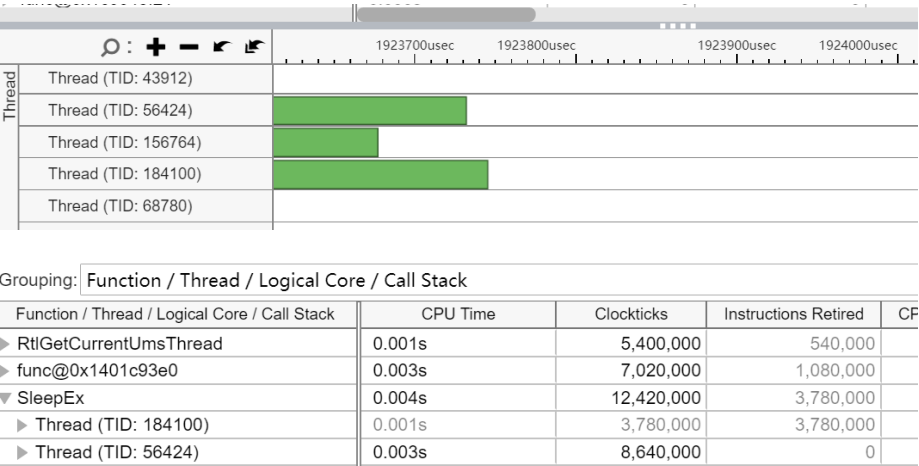 1923700usec 1923800usec 1923900usec 1924000usec
Thread
Thread (TID: 43912)
Thread (TID: 56424)
Thread (TID: 156764)
Thread (TID: 184100)
Thread (TID: 68780)
Grouping: Function / Thread / Logical Core / Call Stack
Function / Thread / Logical Core / Call Stack CPU Time Clockticks Instructions Retired CP
RtlGetCurrentUmsThread 0.001s 5,400,000 540,000
func@0x1401c93e0 0.003s 7,020,000 1,080,000
SleepEx 0.004s 12,420,000 3,780,000
Thread (TID: 184100) 0.001s 3,780,000 3,780,000
Thread (TID: 56424) 0.003s 8,640,000 0